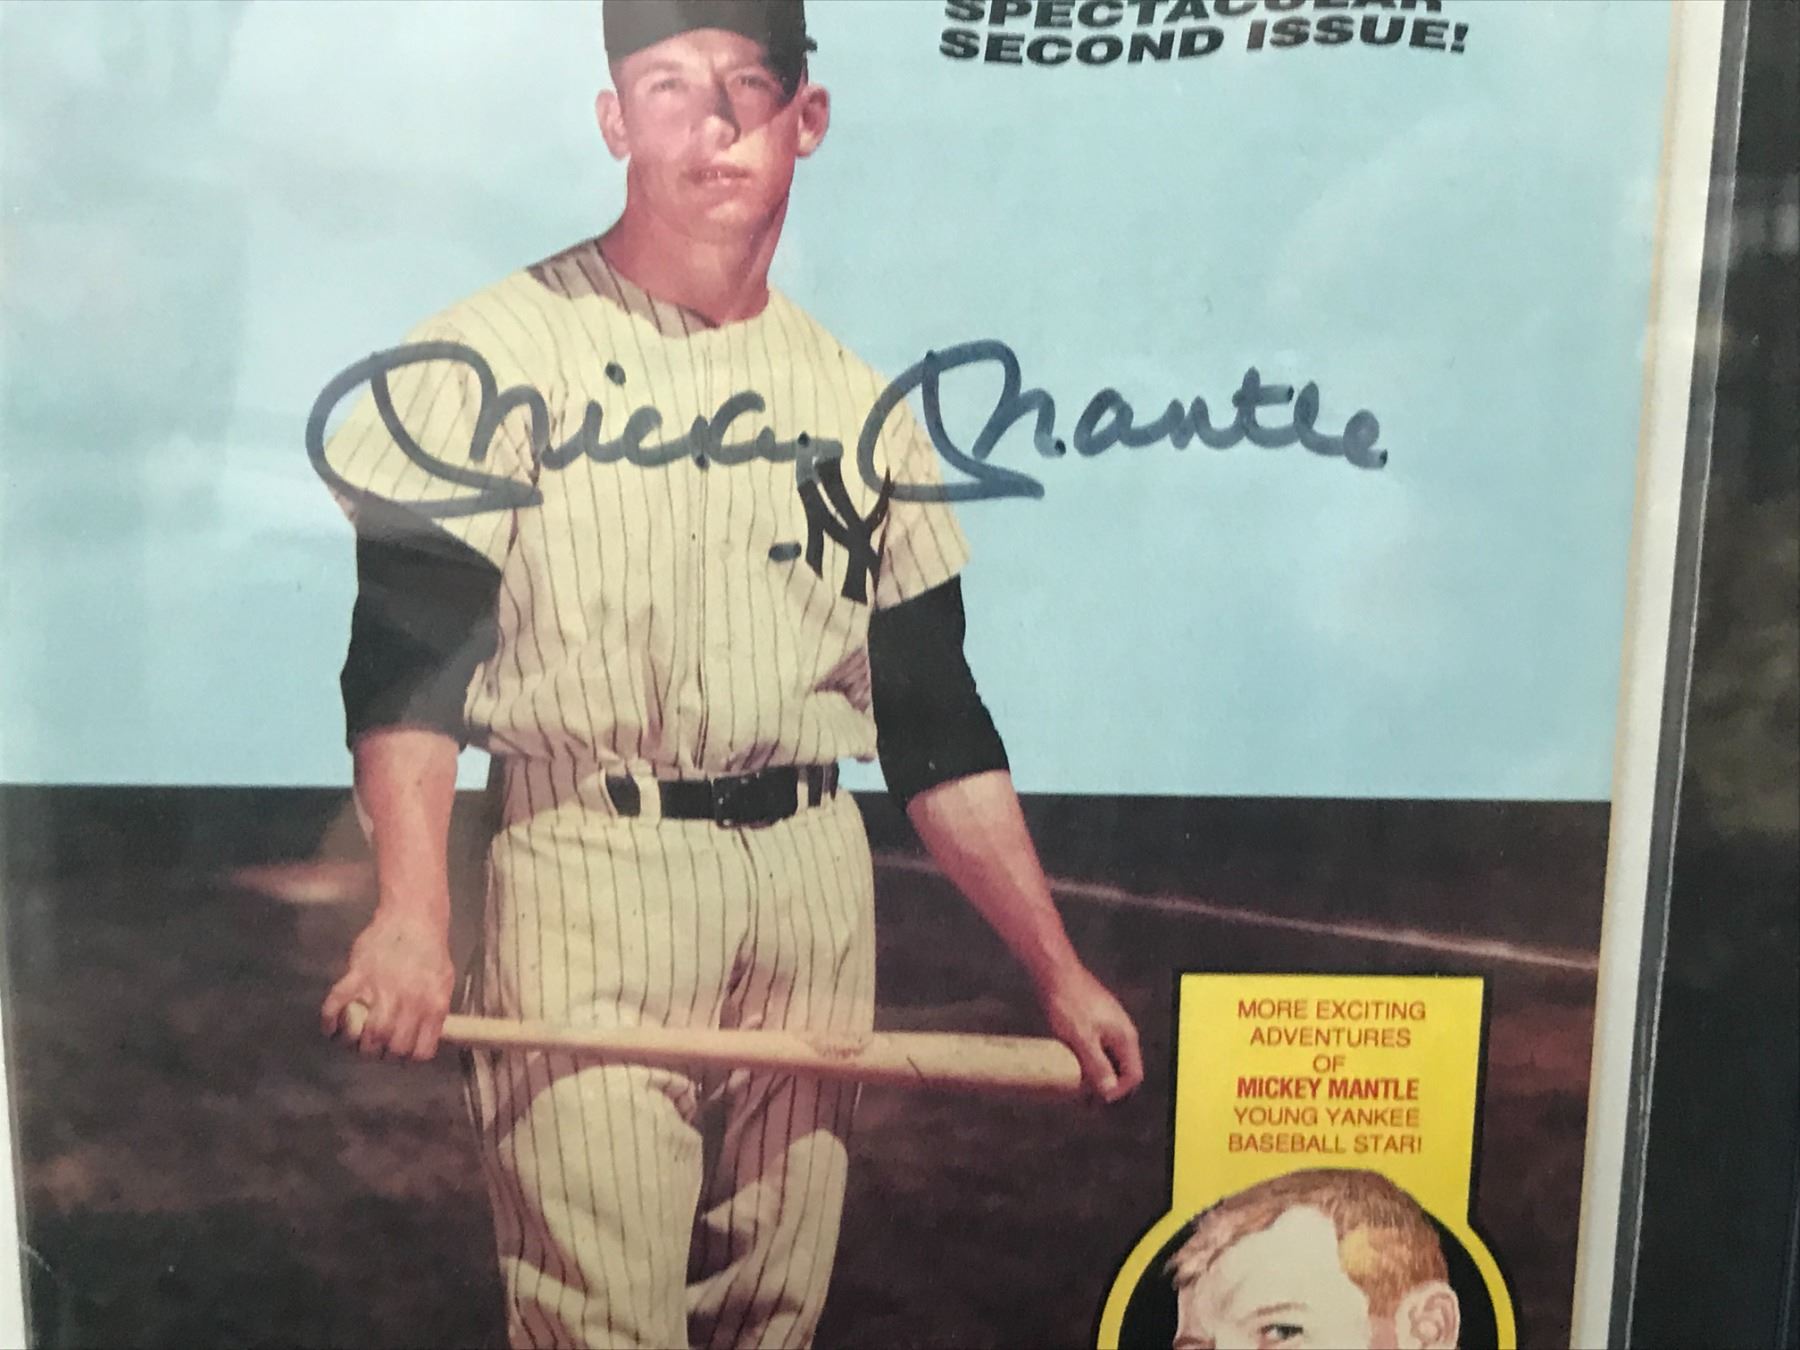 SPECTACULAR
SECOND ISSUE!
Mickey Mantle
NY
MORE EXCITING
ADVENTURES
OF
MICKEY MANTLE
YOUNG YANKEE
BASEBALL STAR!